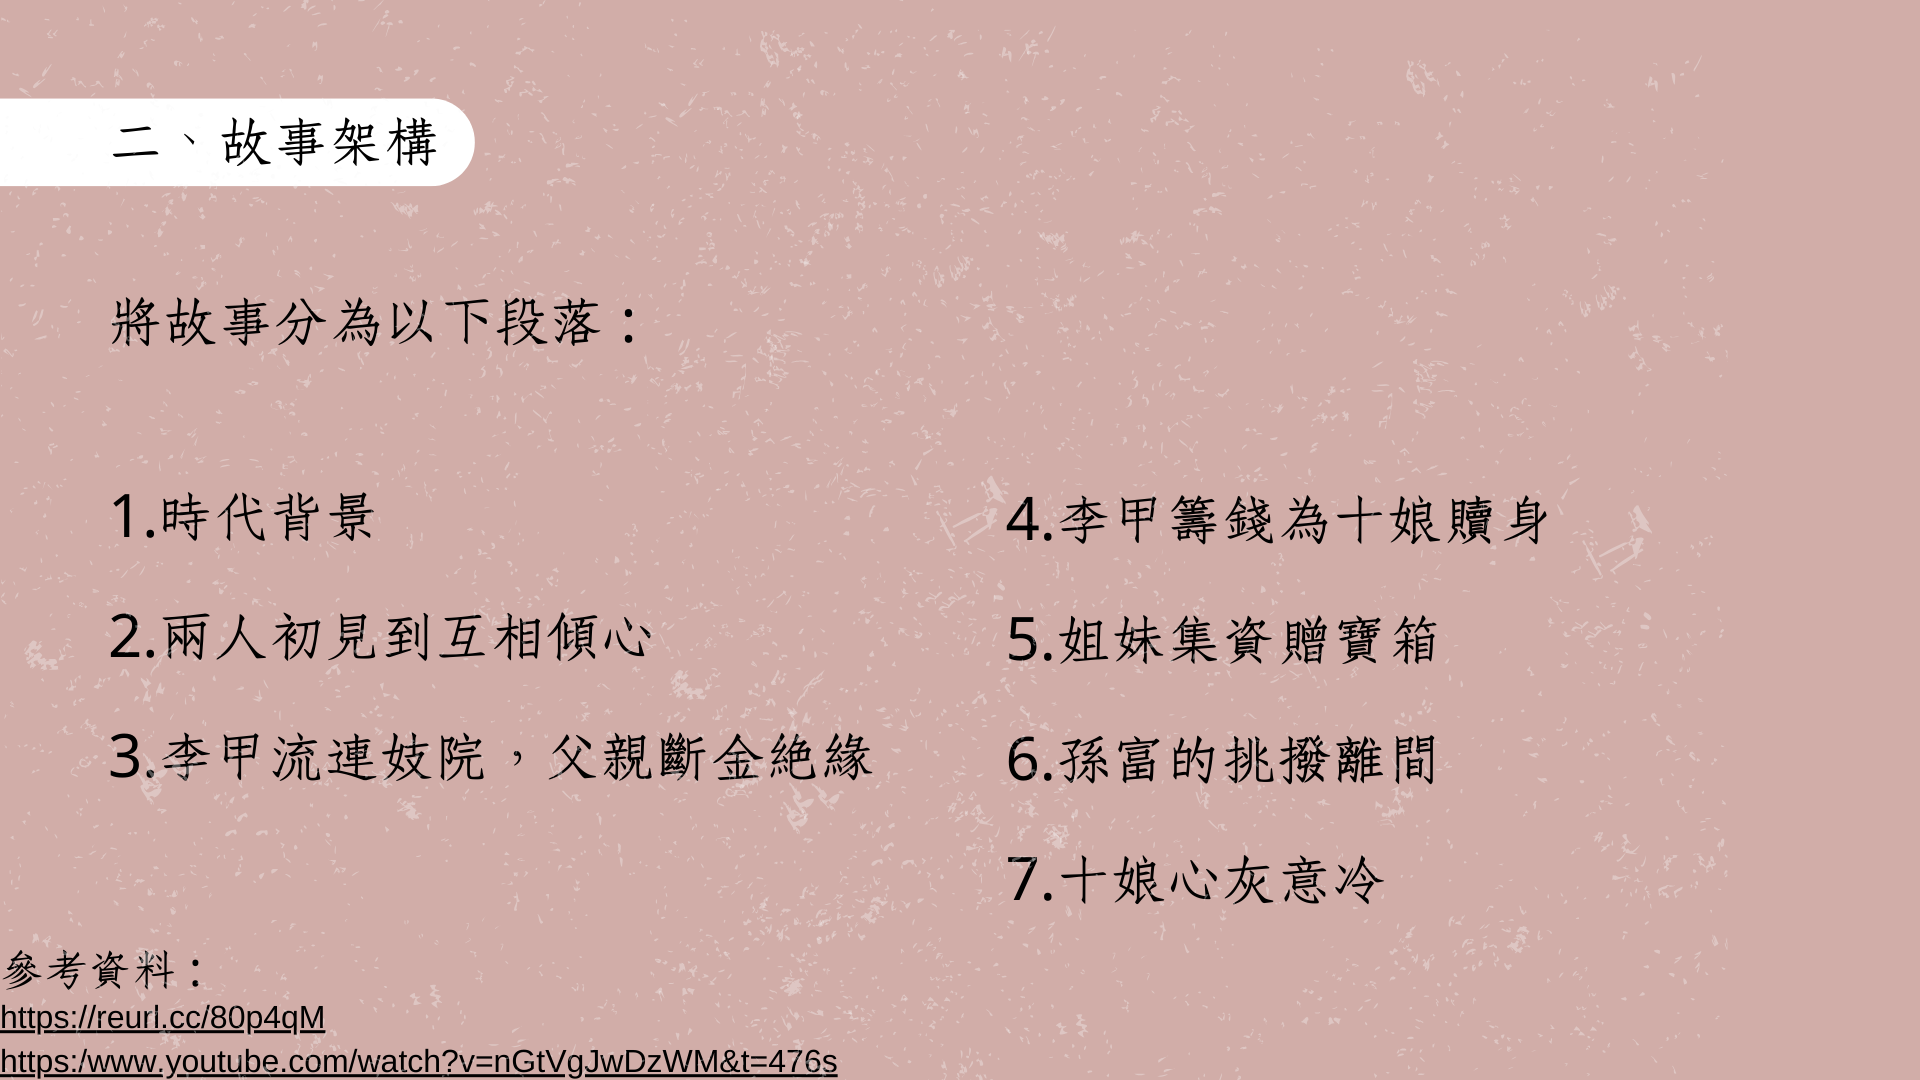 二、故事架構
將故事分為以下段落：
1.時代背景
2.兩人初見到互相傾心
3.李甲流連妓院，父親斷金絶緣
4.李甲籌錢為十娘贖身
5.姐妹集資贈寶箱
6.孫富的挑撥離間
7.十娘心灰意冷
參考資料：
https://reurl.cc/80p4qM
https:/www.youtube.com/watch?v=nGtVgJwDzWM&t=476s